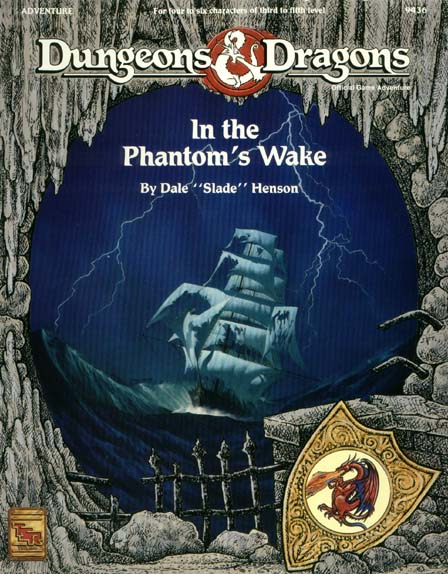 ADVENTURE
For four to six characters of third to fifth level
9436
Dungeons & Dragons
Official Game Adventure
In the
Phantom's Wake
By Dale "Slade" Henson
TSR